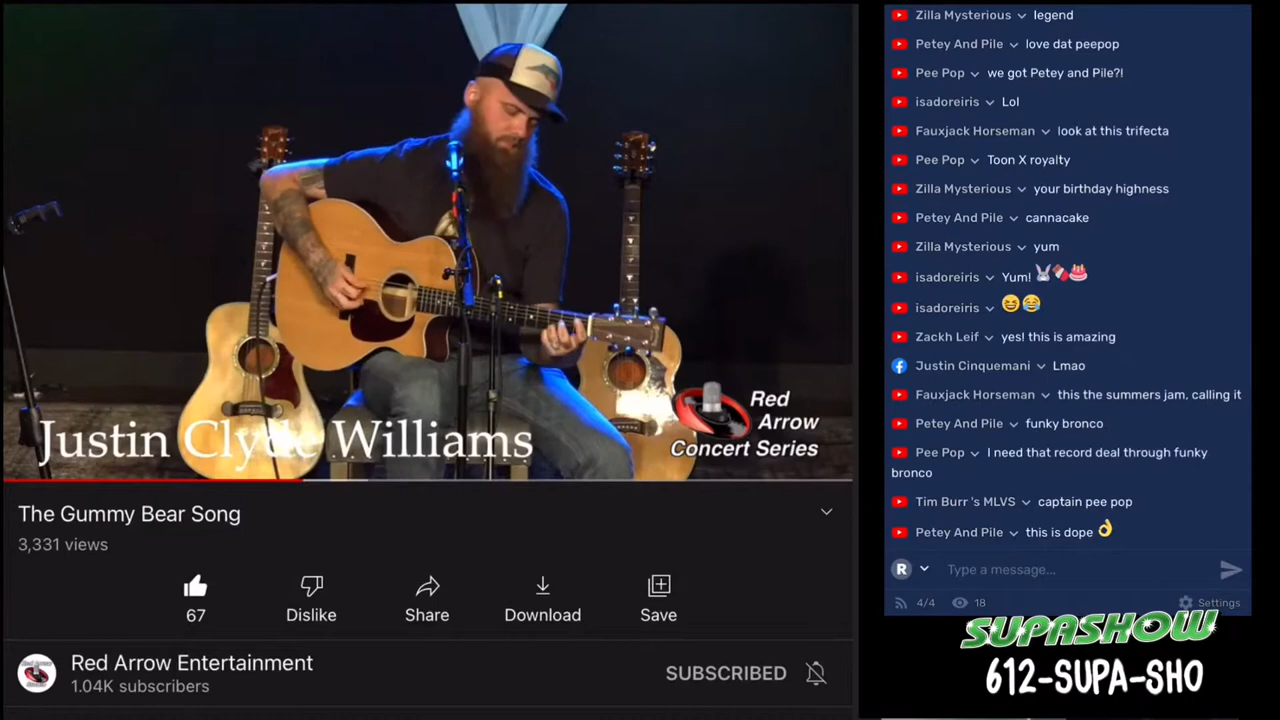 Justin Clyde Williams
Red
Arrow
Concert Series
The Gummy Bear Song
3,331 views
67
Dislike
Share
Download
Save
Red Arrow Entertainment
1.04K subscribers
SUBSCRIBED
Zilla Mysterious legend
Petey And Pile love dat peepop
Pee Pop we got Petey and Pile?!
isadoreiris Lol
Fauxjack Horseman look at this trifecta
Pee Pop Toon X royalty
Zilla Mysterious your birthday highness
Petey And Pile cannacake
Zilla Mysterious yum
isadoreiris Yum! 🐰🍫🎂
isadoreiris 😆😂
Zackh Leif yesl this is amazing
Justin Cinquemani Lmao
Fauxjack Horseman this the summers jam, calling it
Petey And Pile funky bronco
Pee Pop I need that record deal through funky
bronco
Tim Burr 's MLVS captain pee pop
Petey And Pile this is dope 👌
R Type a message...
4/4 18 Settings
SUPASHOW
612-SUPA-SHO